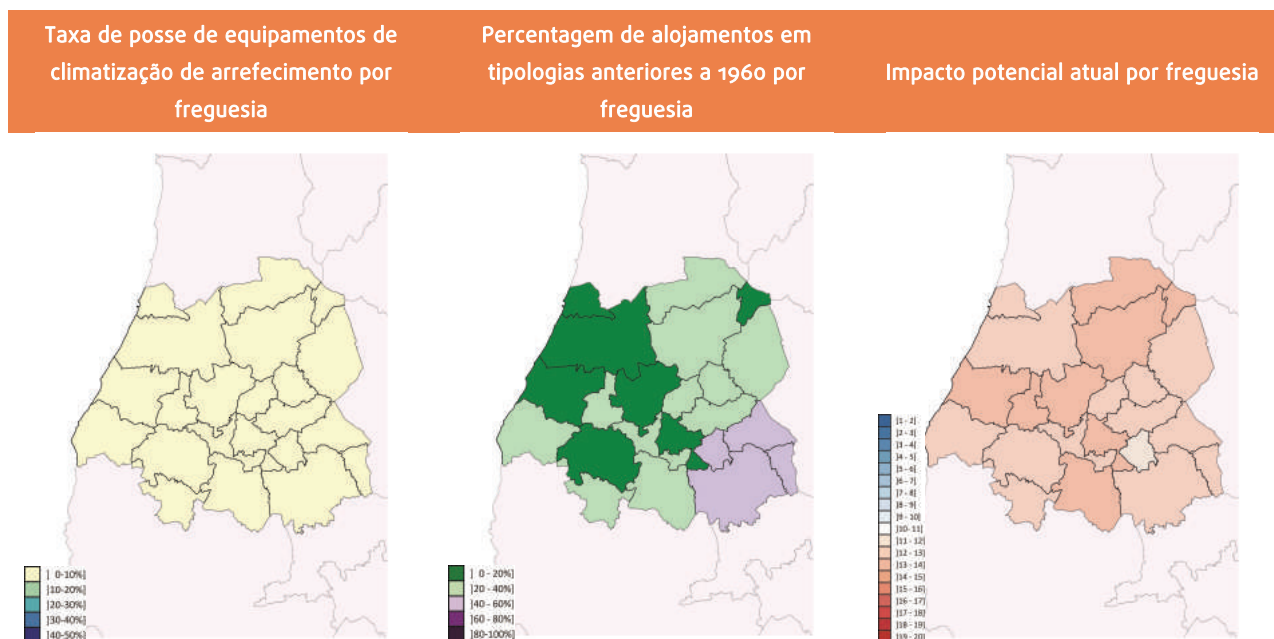 Taxa de posse de equipamentos de
climatização de arrefecimento por
freguesia
Percentagem de alojamentos em
tipologias anteriores a 1960 por
freguesia
Impacto potencial atual por freguesia
] 0-10%]
]10-20%]
]20-30%]
]30-40%]
]40-50%]
] 0 - 20%]
]20 - 40%]
]40 - 60%]
]60 - 80%]
]80-100%]
]1 - 2]
]2 - 3]
]3 - 4]
]4 - 5]
]5 - 6]
]6 - 7]
]7 - 8]
]8 - 9]
]9 - 10]
]10- 11]
]11 - 12]
]12 - 13]
]13 - 14]
]14 - 15]
]15 - 16]
]16 - 17]
]17 - 18]
]18 - 19]
]19 - 20]